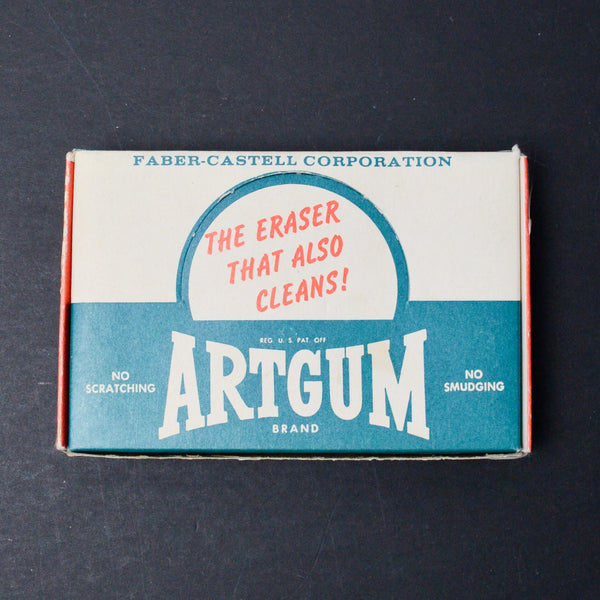 FABER-CASTELL CORPORATION
THE ERASER
THAT ALSO
CLEANS!
REG. U. S. PAT. OFF
NO
SCRATCHING
ARTGUM
NO
SMUDGING
BRAND